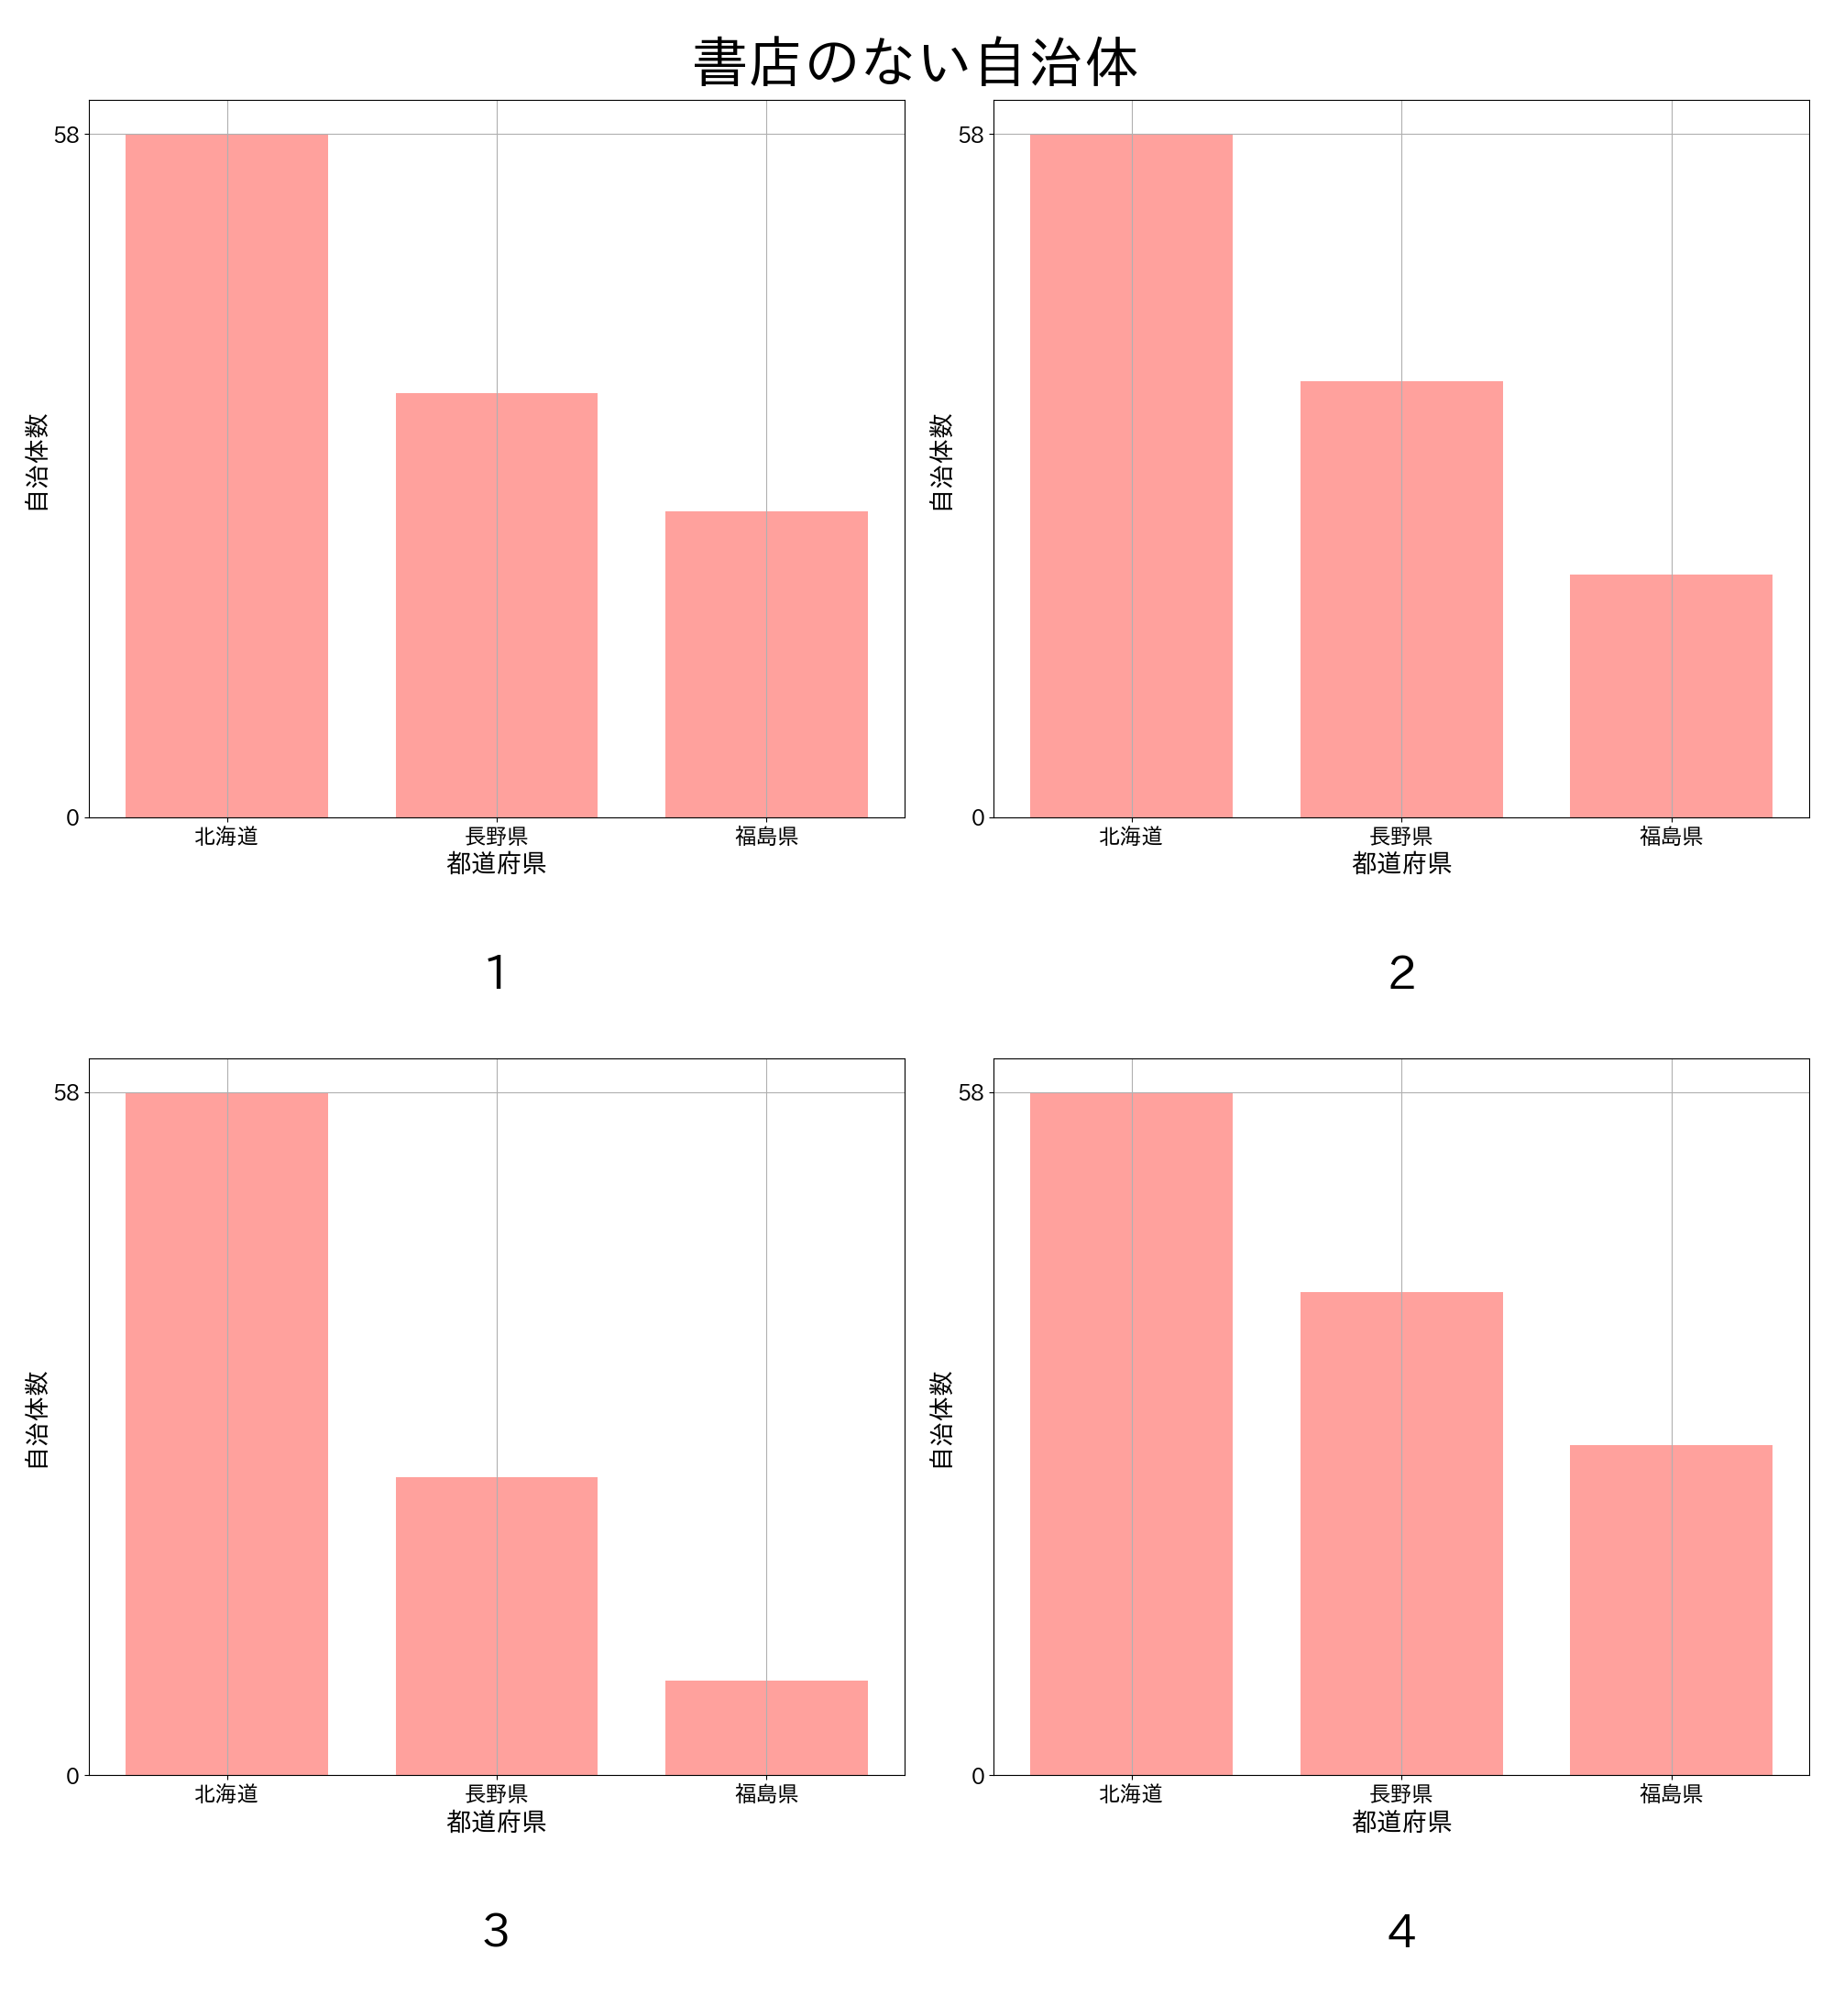 書店のない自治体
58
0
自治体数
北海道 長野県 福島県
都道府県
1
58
0
自治体数
北海道 長野県 福島県
都道府県
2
58
0
自治体数
北海道 長野県 福島県
都道府県
3
58
0
自治体数
北海道 長野県 福島県
都道府県
4